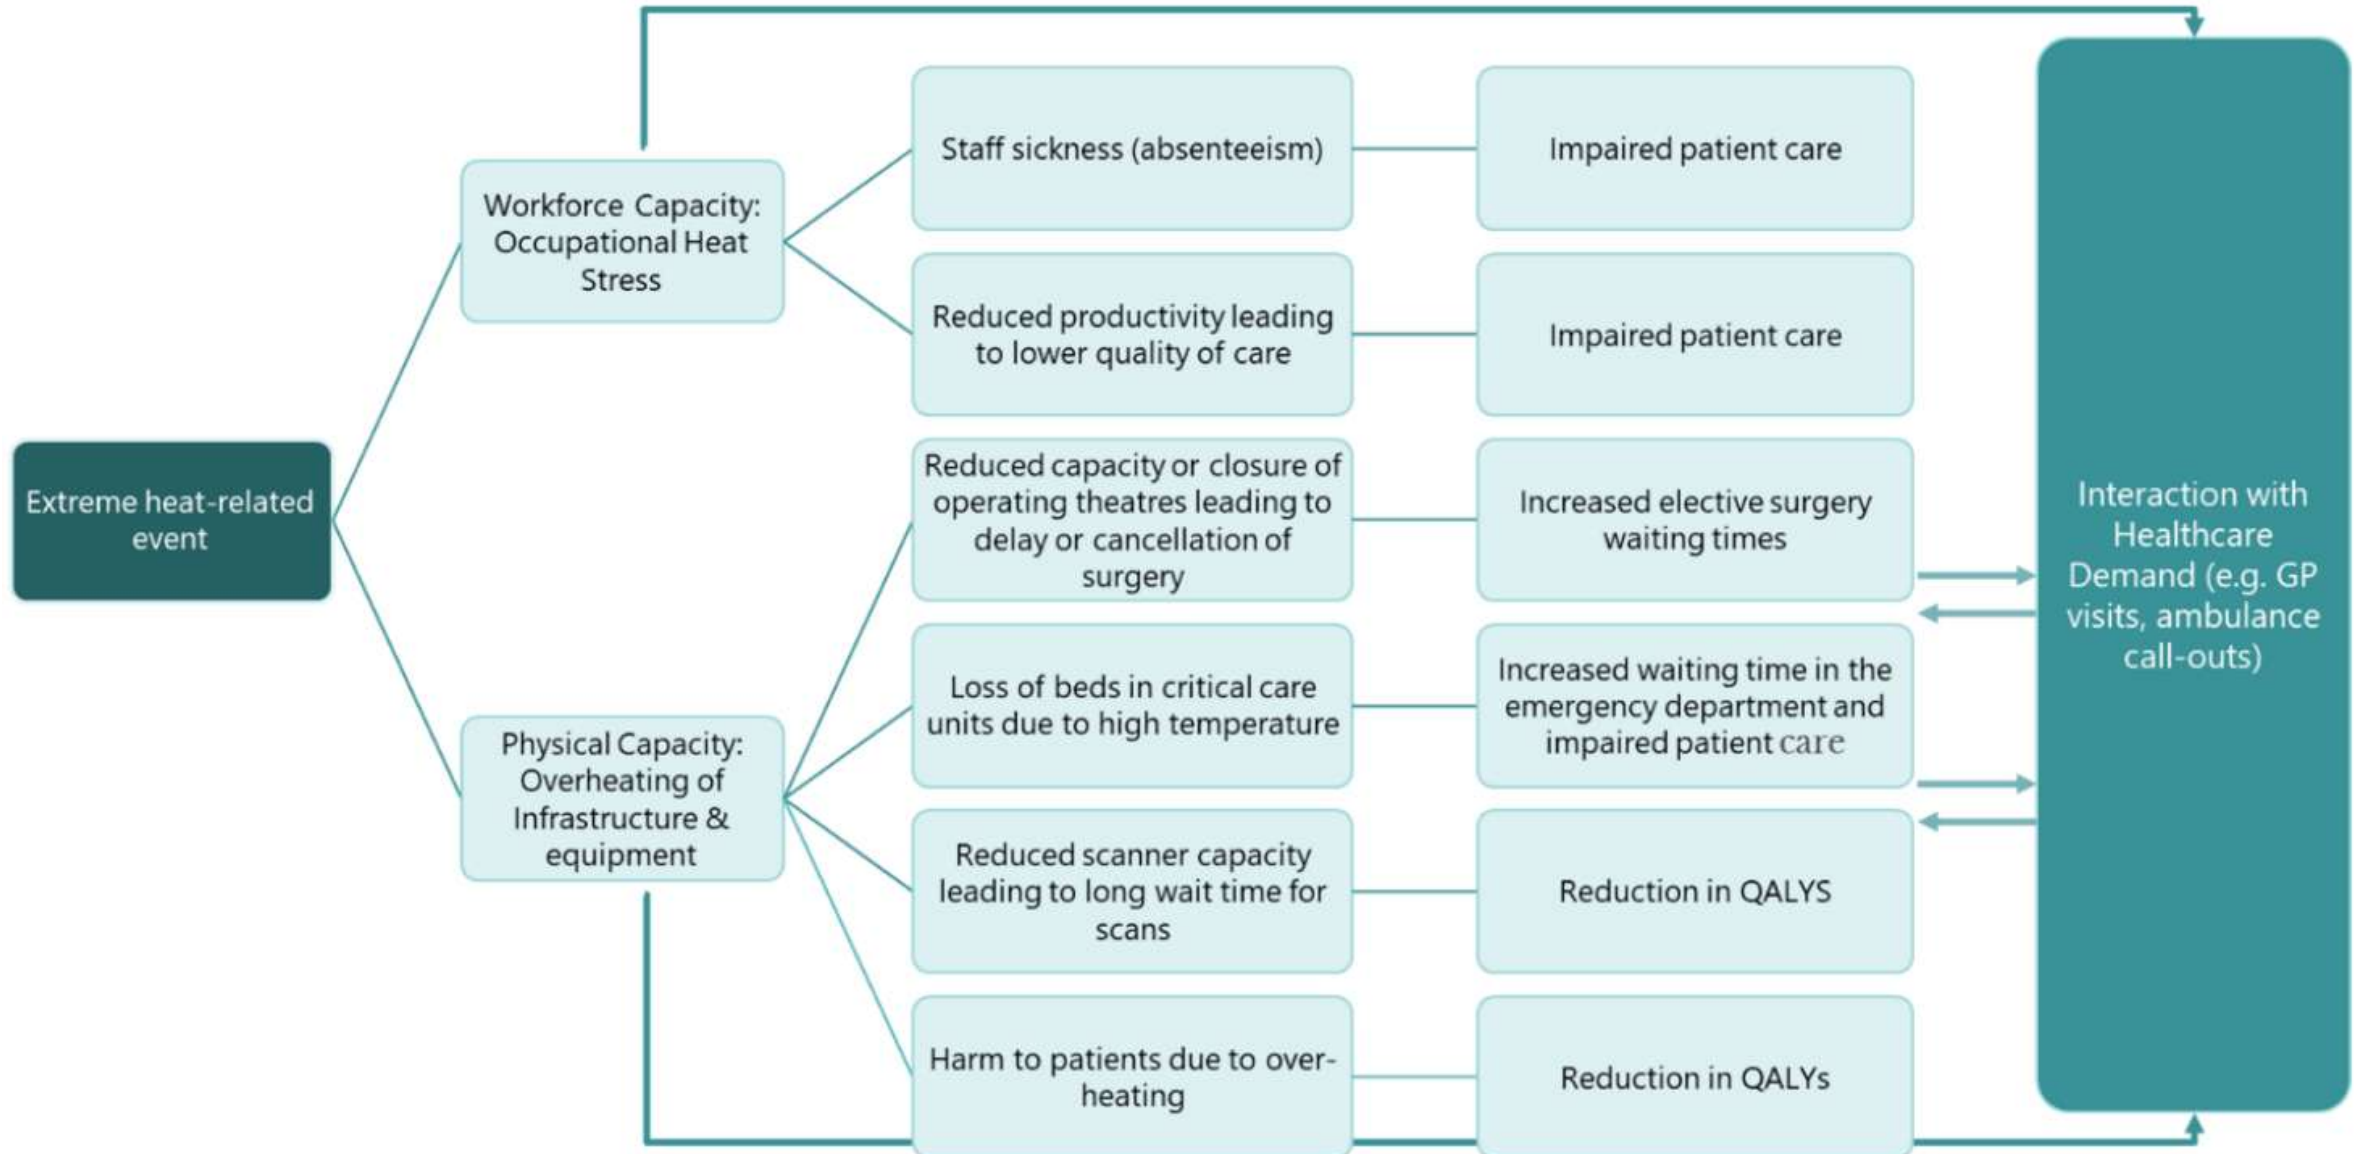 Extreme heat-related
event
Workforce Capacity:
Occupational Heat
Stress
Physical Capacity:
Overheating of
Infrastructure &
equipment
Staff sickness (absenteeism)
Impaired patient care
Reduced productivity leading
to lower quality of care
Impaired patient care
Reduced capacity or closure of
operating theatres leading to
delay or cancellation of
surgery
Increased elective surgery
waiting times
Loss of beds in critical care
units due to high temperature
Increased waiting time in the
emergency department and
impaired patient care
Reduced scanner capacity
leading to long wait time for
scans
Reduction in QALYS
Harm to patients due to over-
heating
Reduction in QALYs
Interaction with
Healthcare
Demand (e.g. GP
visits, ambulance
call-outs)